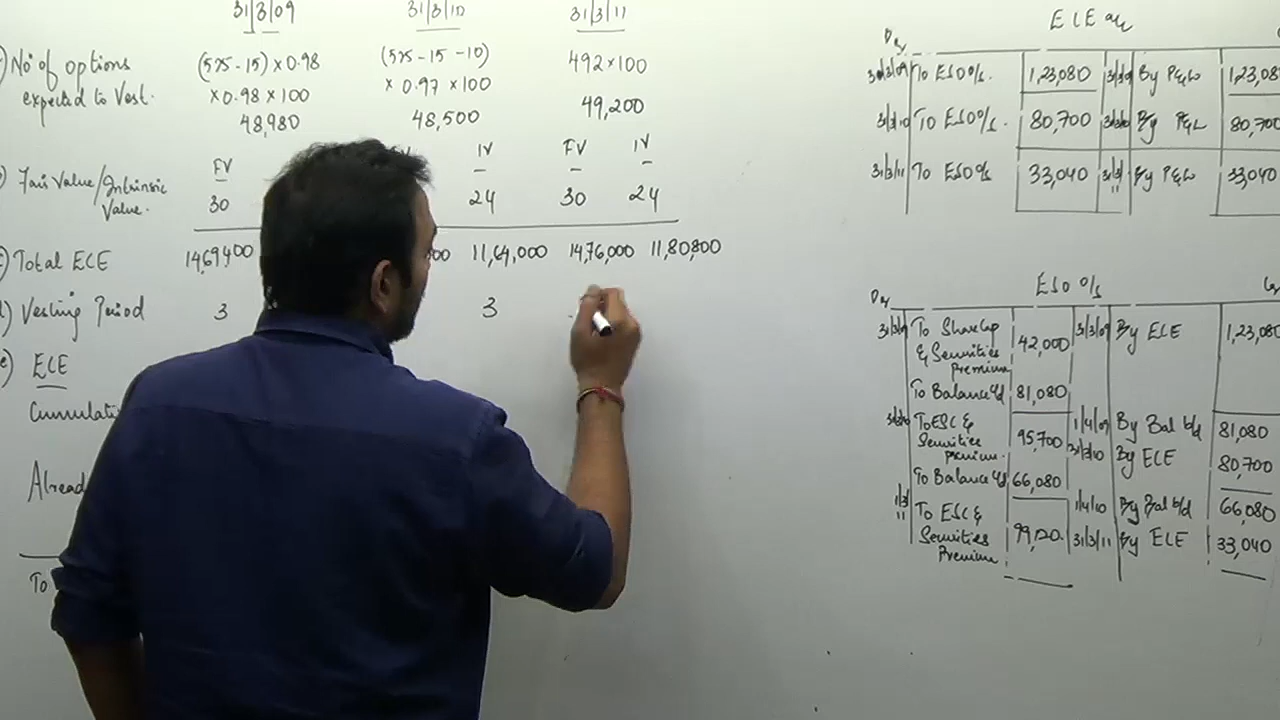 31/3/09 31/3/10 31/3/11
No of options (525-15)×0.98 (525-15-10) 492×100
expected to Vest. ×0.98×100 ×0.97 ×100 49,200
48,980 48,500
FV IV FV IV
Fair Value/Intrinsic 30 24 30 24
Value.
Total ECE 14,69,400 00 11,64,000 14,76,000 11,80,800
Vesting Period 3 3
e) ECE
Cumulati
Alread
To
ECE a/c
Dr
31/3/09 To ESO o/s. 1,23,080 31/3/09 By P&L 1,23,080
31/3/10 To ESO o/s. 80,700 31/3/10 By P&L 80,700
31/3/11 To ESO o/s 33,040 31/3/11 By P&L 33,040
ESO o/s
Dr Cr
31/3/09 To Share Cap 42,000 31/3/09 By ECE 1,23,080
& Securities
Premium
To Balance c/d 81,080
31/3/10 To ESC & 95,700 1/4/09 By Bal b/d 81,080
Securities 31/3/10 By ECE 80,700
Premium.
To Balance c/d 66,080
To ESC & 99,120. 1/4/10 By Bal b/d 66,080
Securities 31/3/11 By ECE 33,040
Premium